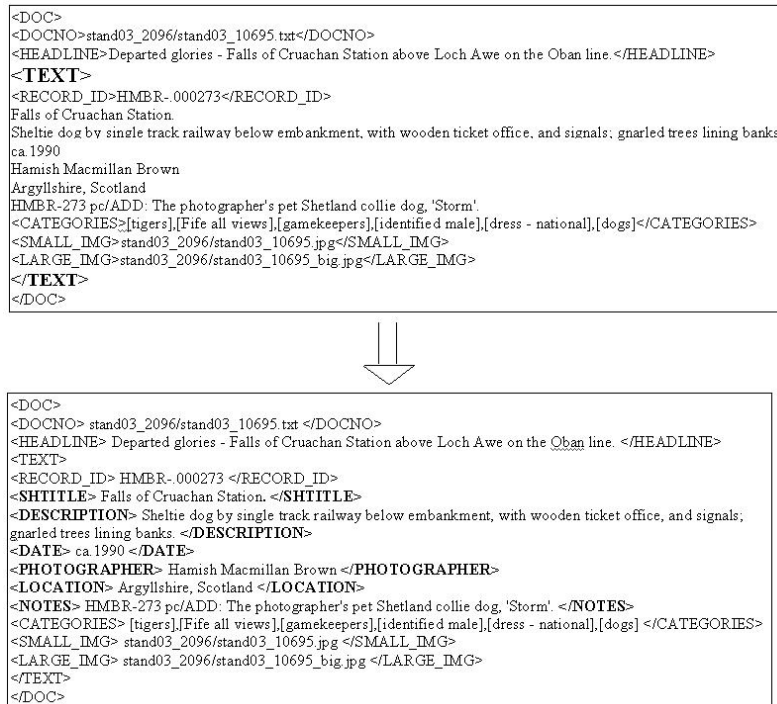 <DOC>
<DOCNO>stand03_2096/stand03_10695.txt</DOCNO>
<HEADLINE>Departed glories - Falls of Cruachan Station above Loch Awe on the Oban line.</HEADLINE>
<TEXT>
<RECORD_ID>HMBR-.000273</RECORD_ID>
Falls of Cruachan Station.
Sheltie dog by single track railway below embankment, with wooden ticket office, and signals; gnarled trees lining banks
ca.1990
Hamish Macmillan Brown
Argyllshire, Scotland
HMBR-273 pc/ADD: The photographer's pet Shetland collie dog, 'Storm'.
<CATEGORIES>[tigers],[Fife all views],[gamekeepers],[identified male],[dress - national],[dogs]</CATEGORIES>
<SMALL_IMG>stand03_2096/stand03_10695.jpg</SMALL_IMG>
<LARGE_IMG>stand03_2096/stand03_10695_big.jpg</LARGE_IMG>
</TEXT>
</DOC>
<DOC>
<DOCNO> stand03_2096/stand03_10695.txt </DOCNO>
<HEADLINE> Departed glories - Falls of Cruachan Station above Loch Awe on the Oban line. </HEADLINE>
<TEXT>
<RECORD_ID> HMBR-.000273 </RECORD_ID>
<SHTITLE> Falls of Cruachan Station. </SHTITLE>
<DESCRIPTION> Sheltie dog by single track railway below embankment, with wooden ticket office, and signals;
gnarled trees lining banks. </DESCRIPTION>
<DATE> ca.1990 </DATE>
<PHOTOGRAPHER> Hamish Macmillan Brown </PHOTOGRAPHER>
<LOCATION> Argyllshire, Scotland </LOCATION>
<NOTES> HMBR-273 pc/ADD: The photographer's pet Shetland collie dog, 'Storm'. </NOTES>
<CATEGORIES> [tigers],[Fife all views],[gamekeepers],[identified male],[dress - national],[dogs] </CATEGORIES>
<SMALL_IMG> stand03_2096/stand03_10695.jpg </SMALL_IMG>
<LARGE_IMG> stand03_2096/stand03_10695_big.jpg </LARGE_IMG>
</TEXT>
</DOC>